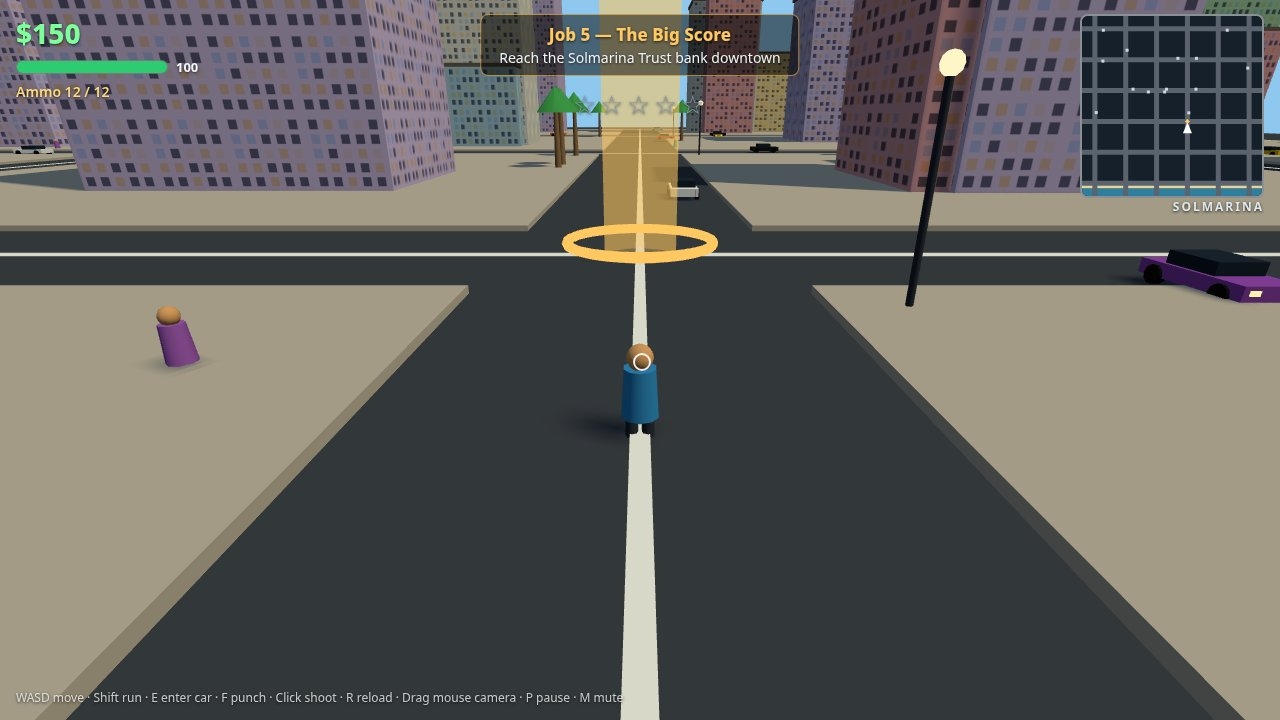 $150
100
Ammo 12 / 12
Job 5 — The Big Score
Reach the Solmarina Trust bank downtown
SOLMARINA
WASD move · Shift run · E enter car · F punch · Click shoot · R reload · Drag mouse camera · P pause · M mute